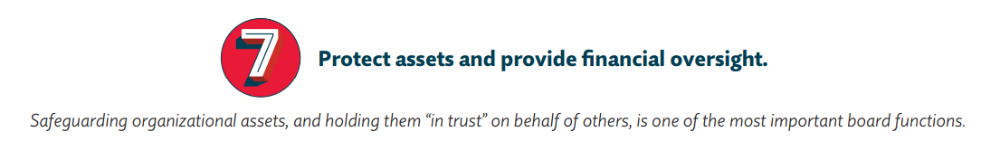 7
Protect assets and provide financial oversight.
Safeguarding organizational assets, and holding them “in trust” on behalf of others, is one of the most important board functions.